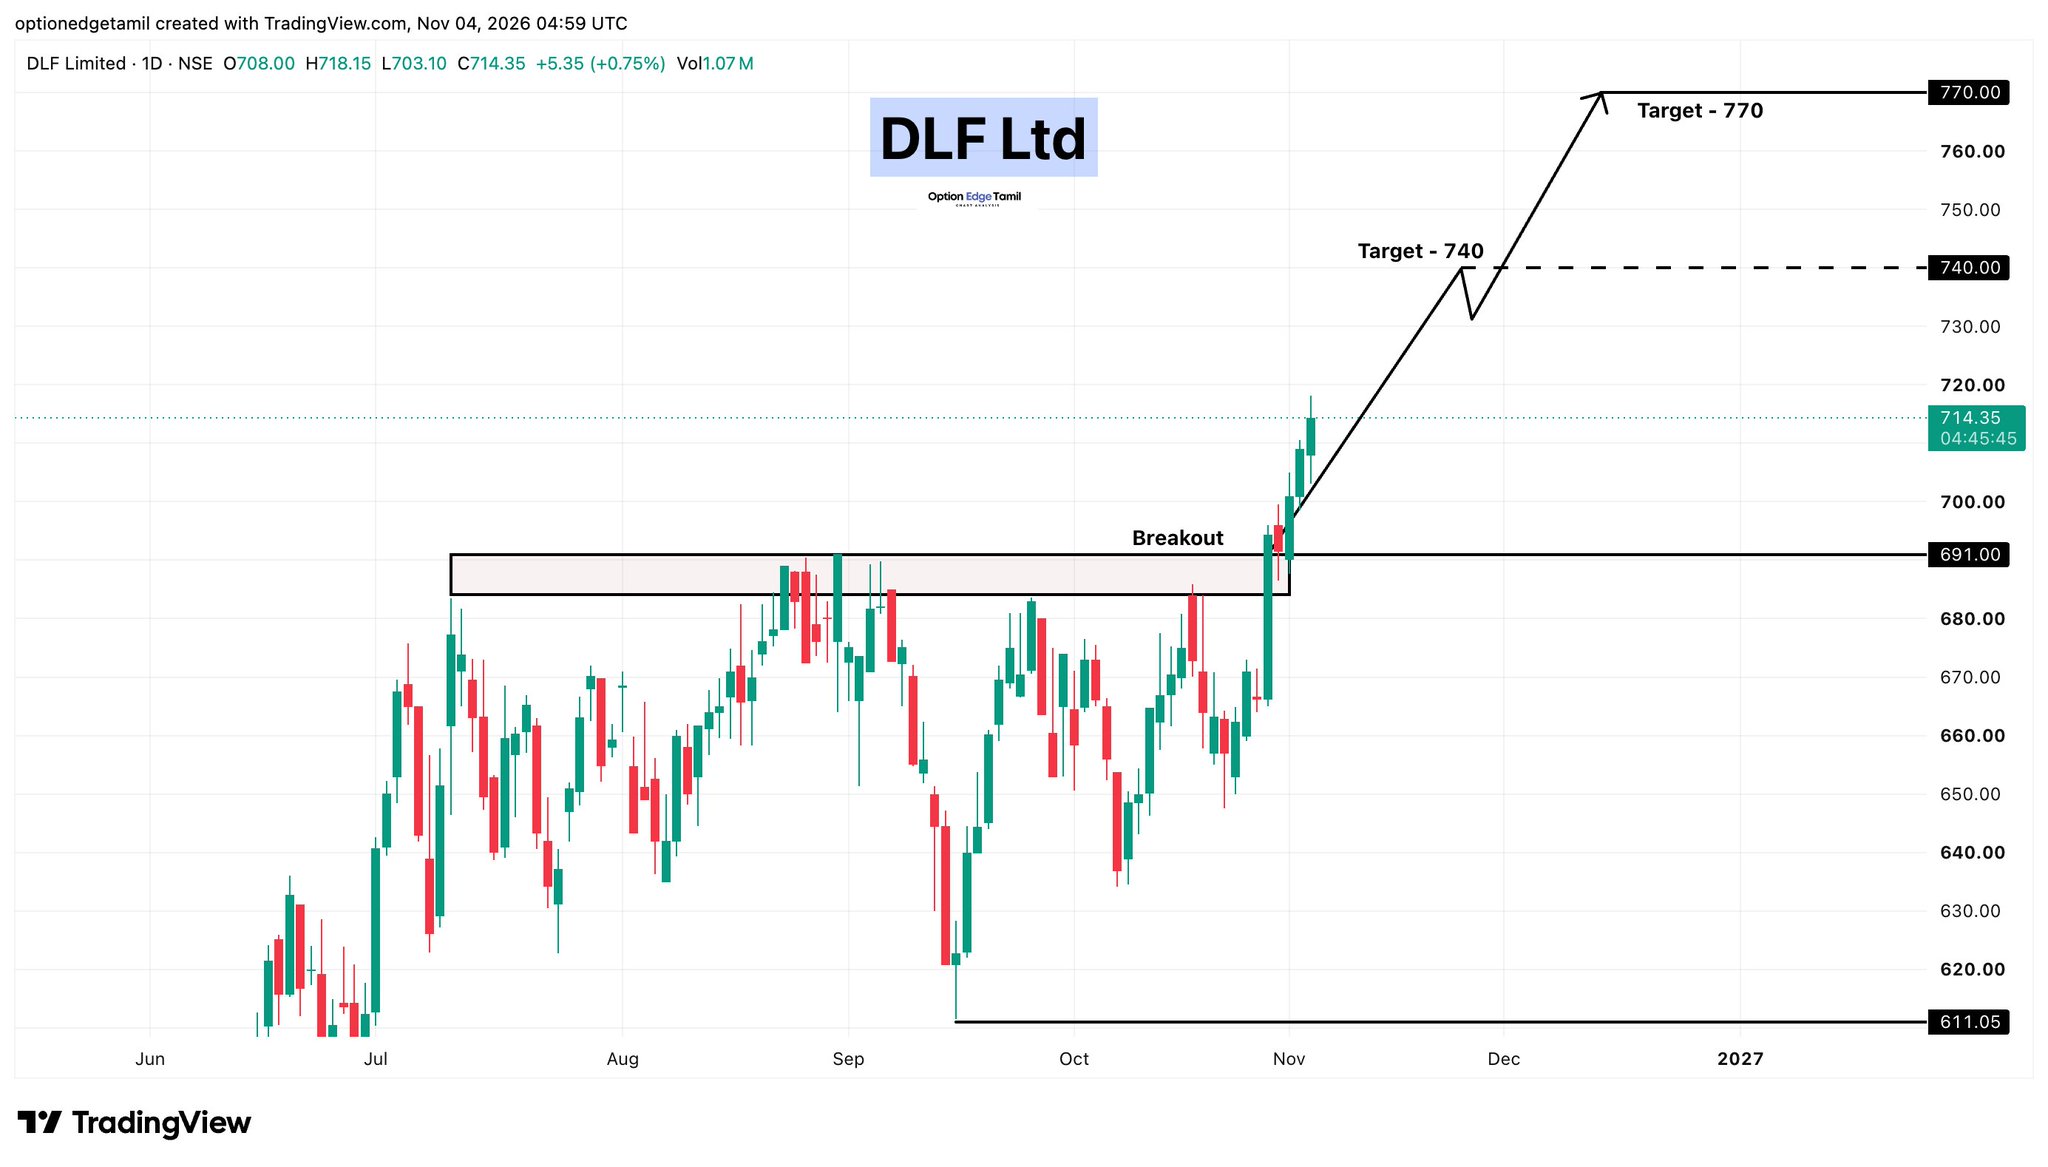 optionedgetamil created with TradingView.com, Nov 04, 2026 04:59 UTC
DLF Limited · 1D · NSE O708.00 H718.15 L703.10 C714.35 +5.35 (+0.75%) Vol1.07 M
DLF Ltd
Option Edge Tamil
CHART ANALYSIS
770.00
Target - 770
760.00
750.00
Target - 740
740.00
730.00
720.00
714.35
04:45:45
700.00
Breakout
691.00
680.00
670.00
660.00
650.00
640.00
630.00
620.00
611.05
Jun Jul Aug Sep Oct Nov Dec 2027
TradingView